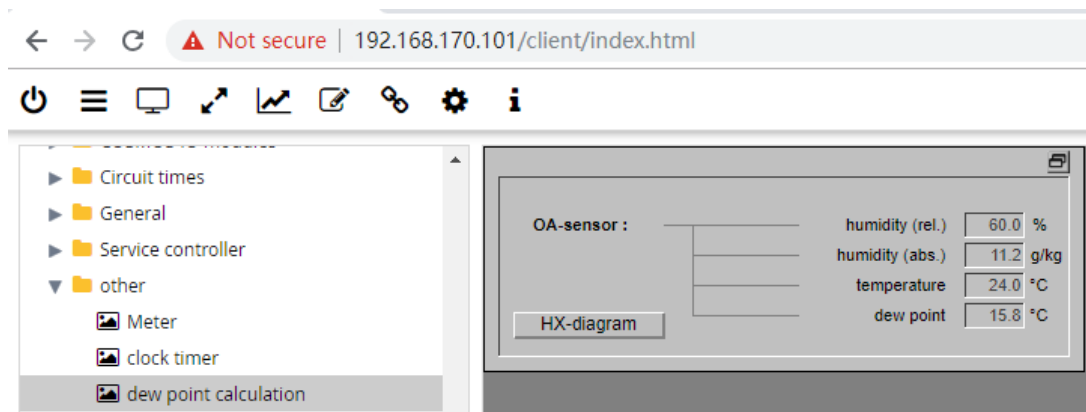 Not secure | 192.168.170.101/client/index.html
Circuit times
General
Service controller
other
Meter
clock timer
dew point calculation
OA-sensor :
humidity (rel.) 60.0 %
humidity (abs.) 11.2 g/kg
temperature 24.0 °C
dew point 15.8 °C
HX-diagram